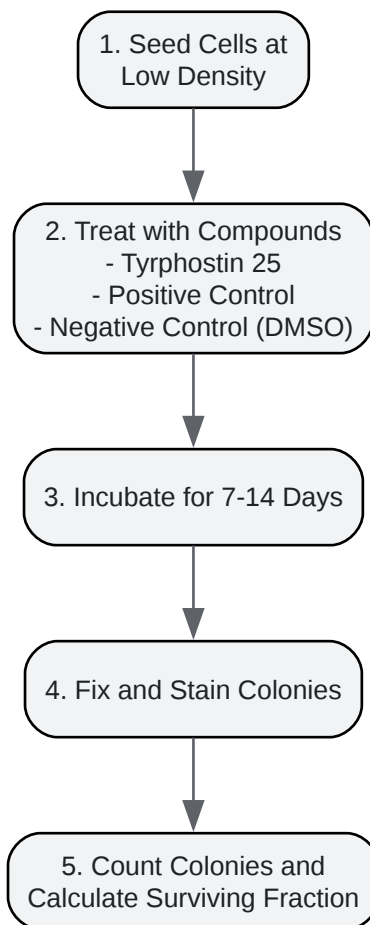 1. Seed Cells at
Low Density
2. Treat with Compounds
- Tyrphostin 25
- Positive Control
- Negative Control (DMSO)
3. Incubate for 7-14 Days
4. Fix and Stain Colonies
5. Count Colonies and
Calculate Surviving Fraction